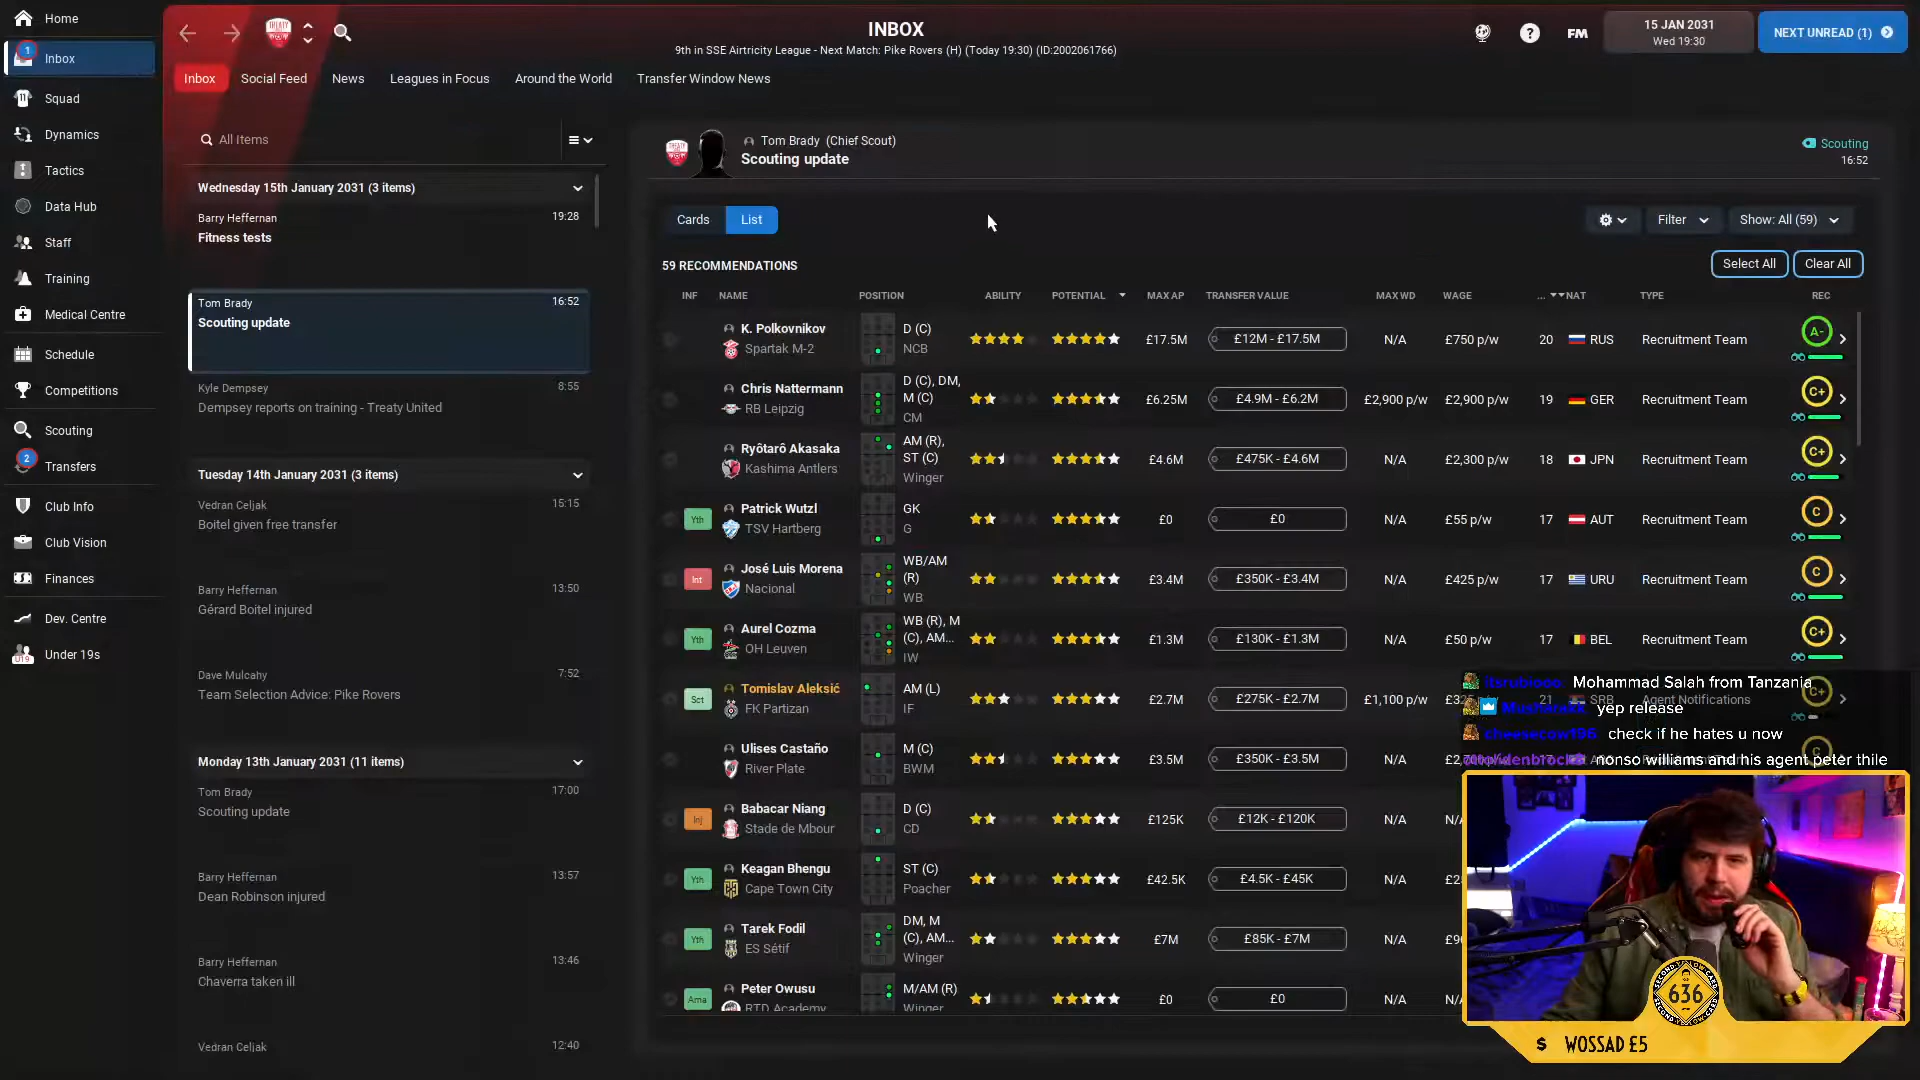 Home
1
Inbox
Squad
Dynamics
Tactics
Data Hub
Staff
Training
Medical Centre
Schedule
Competitions
Scouting
2
Transfers
Club Info
Club Vision
Finances
Dev. Centre
U19
Under 19s
INBOX
9th in SSE Airtricity League - Next Match: Pike Rovers (H) (Today 19:30) (ID:2002061766)
?
FM
15 JAN 2031
Wed 19:30
NEXT UNREAD (1)
Inbox Social Feed News Leagues in Focus Around the World Transfer Window News
All Items
Wednesday 15th January 2031 (3 items)
Barry Heffernan 19:28
Fitness tests
Tom Brady 16:52
Scouting update
Kyle Dempsey 8:55
Dempsey reports on training - Treaty United
Tuesday 14th January 2031 (3 items)
Vedran Celjak 15:15
Boitel given free transfer
Barry Heffernan 13:50
Gérard Boitel injured
Dave Mulcahy 7:52
Team Selection Advice: Pike Rovers
Monday 13th January 2031 (11 items)
Tom Brady 17:00
Scouting update
Barry Heffernan 13:57
Dean Robinson injured
Barry Heffernan 13:46
Chaverra taken ill
Vedran Celjak 12:40
Tom Brady (Chief Scout)
Scouting update
Scouting
16:52
Cards List
Filter
Show: All (59)
59 RECOMMENDATIONS
Select All Clear All
INF NAME POSITION ABILITY POTENTIAL MAX AP TRANSFER VALUE MAX WD WAGE ... NAT TYPE REC
K. Polkovnikov D (C) £17.5M £12M - £17.5M N/A £750 p/w 20 RUS Recruitment Team A-
Spartak M-2 NCB
Chris Nattermann D (C), DM, M (C) £6.25M £4.9M - £6.2M £2,900 p/w £2,900 p/w 19 GER Recruitment Team C+
RB Leipzig CM
Ryôtarô Akasaka AM (R), ST (C) £4.6M £475K - £4.6M N/A £2,300 p/w 18 JPN Recruitment Team C+
Kashima Antlers Winger
Yth Patrick Wutzl GK £0 £0 N/A £55 p/w 17 AUT Recruitment Team C
TSV Hartberg G
Int José Luis Morena WB/AM (R) £3.4M £350K - £3.4M N/A £425 p/w 17 URU Recruitment Team C
Nacional WB
Yth Aurel Cozma WB (R), M (C), AM... £1.3M £130K - £1.3M N/A £50 p/w 17 BEL Recruitment Team C+
OH Leuven IW
Sct Tomislav Aleksić AM (L) £2.7M £275K - £2.7M £1,100 p/w 21 SRB Agent Notifications C+
FK Partizan IF
Ulises Castaño M (C) £3.5M £350K - £3.5M N/A
River Plate BWM
Inj Babacar Niang D (C) £125K £12K - £120K N/A
Stade de Mbour CD
Yth Keagan Bhengu ST (C) £42.5K £4.5K - £45K N/A
Cape Town City Poacher
Yth Tarek Fodil DM, M (C), AM... £7M £85K - £7M N/A
ES Sétif Winger
Ama Peter Owusu M/AM (R) £0 £0 N/A
RTD Academy Winger
itsrubiooo Mohammad Salah from Tanzania
yep release
cheesecow196 check if he hates u now
nonso williams and his agent peter thile
SECOND YELLOW CARD
636
$ WOSSAD £5